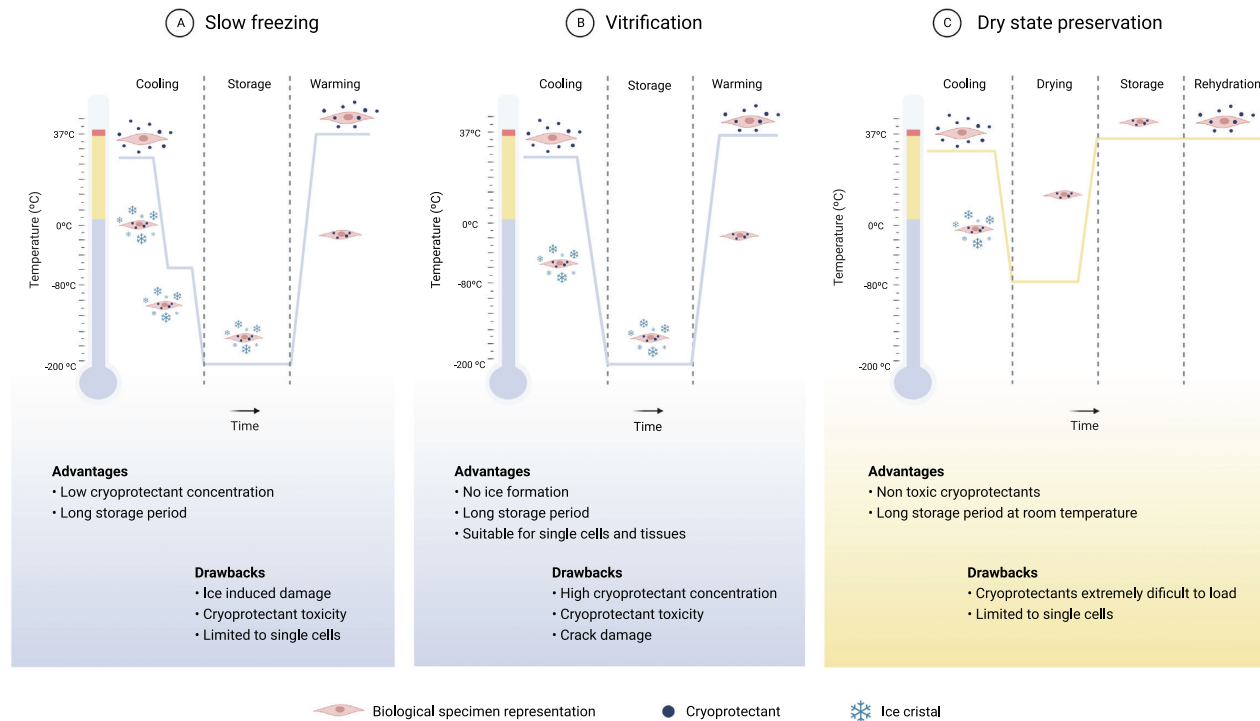 A Slow freezing
Cooling Storage Warming
Temperature (ºC)
37ºC
0ºC
-80ºC
-200 ºC
Time
Advantages
• Low cryoprotectant concentration
• Long storage period
Drawbacks
• Ice induced damage
• Cryoprotectant toxicity
• Limited to single cells
B Vitrification
Cooling Storage Warming
Temperature (ºC)
37ºC
0ºC
-80ºC
-200 ºC
Time
Advantages
• No ice formation
• Long storage period
• Suitable for single cells and tissues
Drawbacks
• High cryoprotectant concentration
• Cryoprotectant toxicity
• Crack damage
C Dry state preservation
Cooling Drying Storage Rehydration
Temperature (ºC)
37ºC
0ºC
-80ºC
-200 ºC
Time
Advantages
• Non toxic cryoprotectants
• Long storage period at room temperature
Drawbacks
• Cryoprotectants extremely dificult to load
• Limited to single cells
Biological specimen representation Cryoprotectant Ice cristal